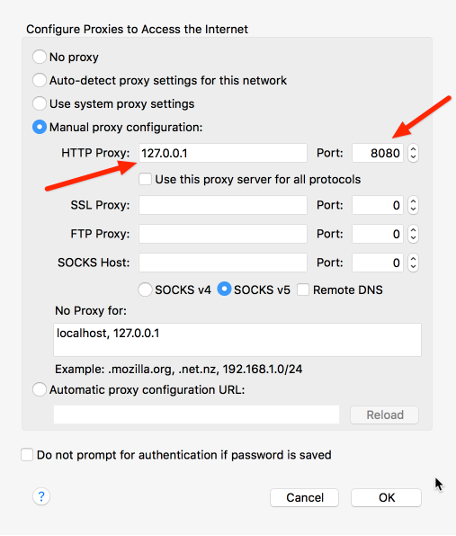 Configure Proxies to Access the Internet
No proxy
Auto-detect proxy settings for this network
Use system proxy settings
Manual proxy configuration:
HTTP Proxy: 127.0.0.1 Port: 8080
Use this proxy server for all protocols
SSL Proxy: Port: 0
FTP Proxy: Port: 0
SOCKS Host: Port: 0
SOCKS v4 SOCKS v5 Remote DNS
No Proxy for:
localhost, 127.0.0.1
Example: .mozilla.org, .net.nz, 192.168.1.0/24
Automatic proxy configuration URL:
Reload
Do not prompt for authentication if password is saved
? Cancel OK